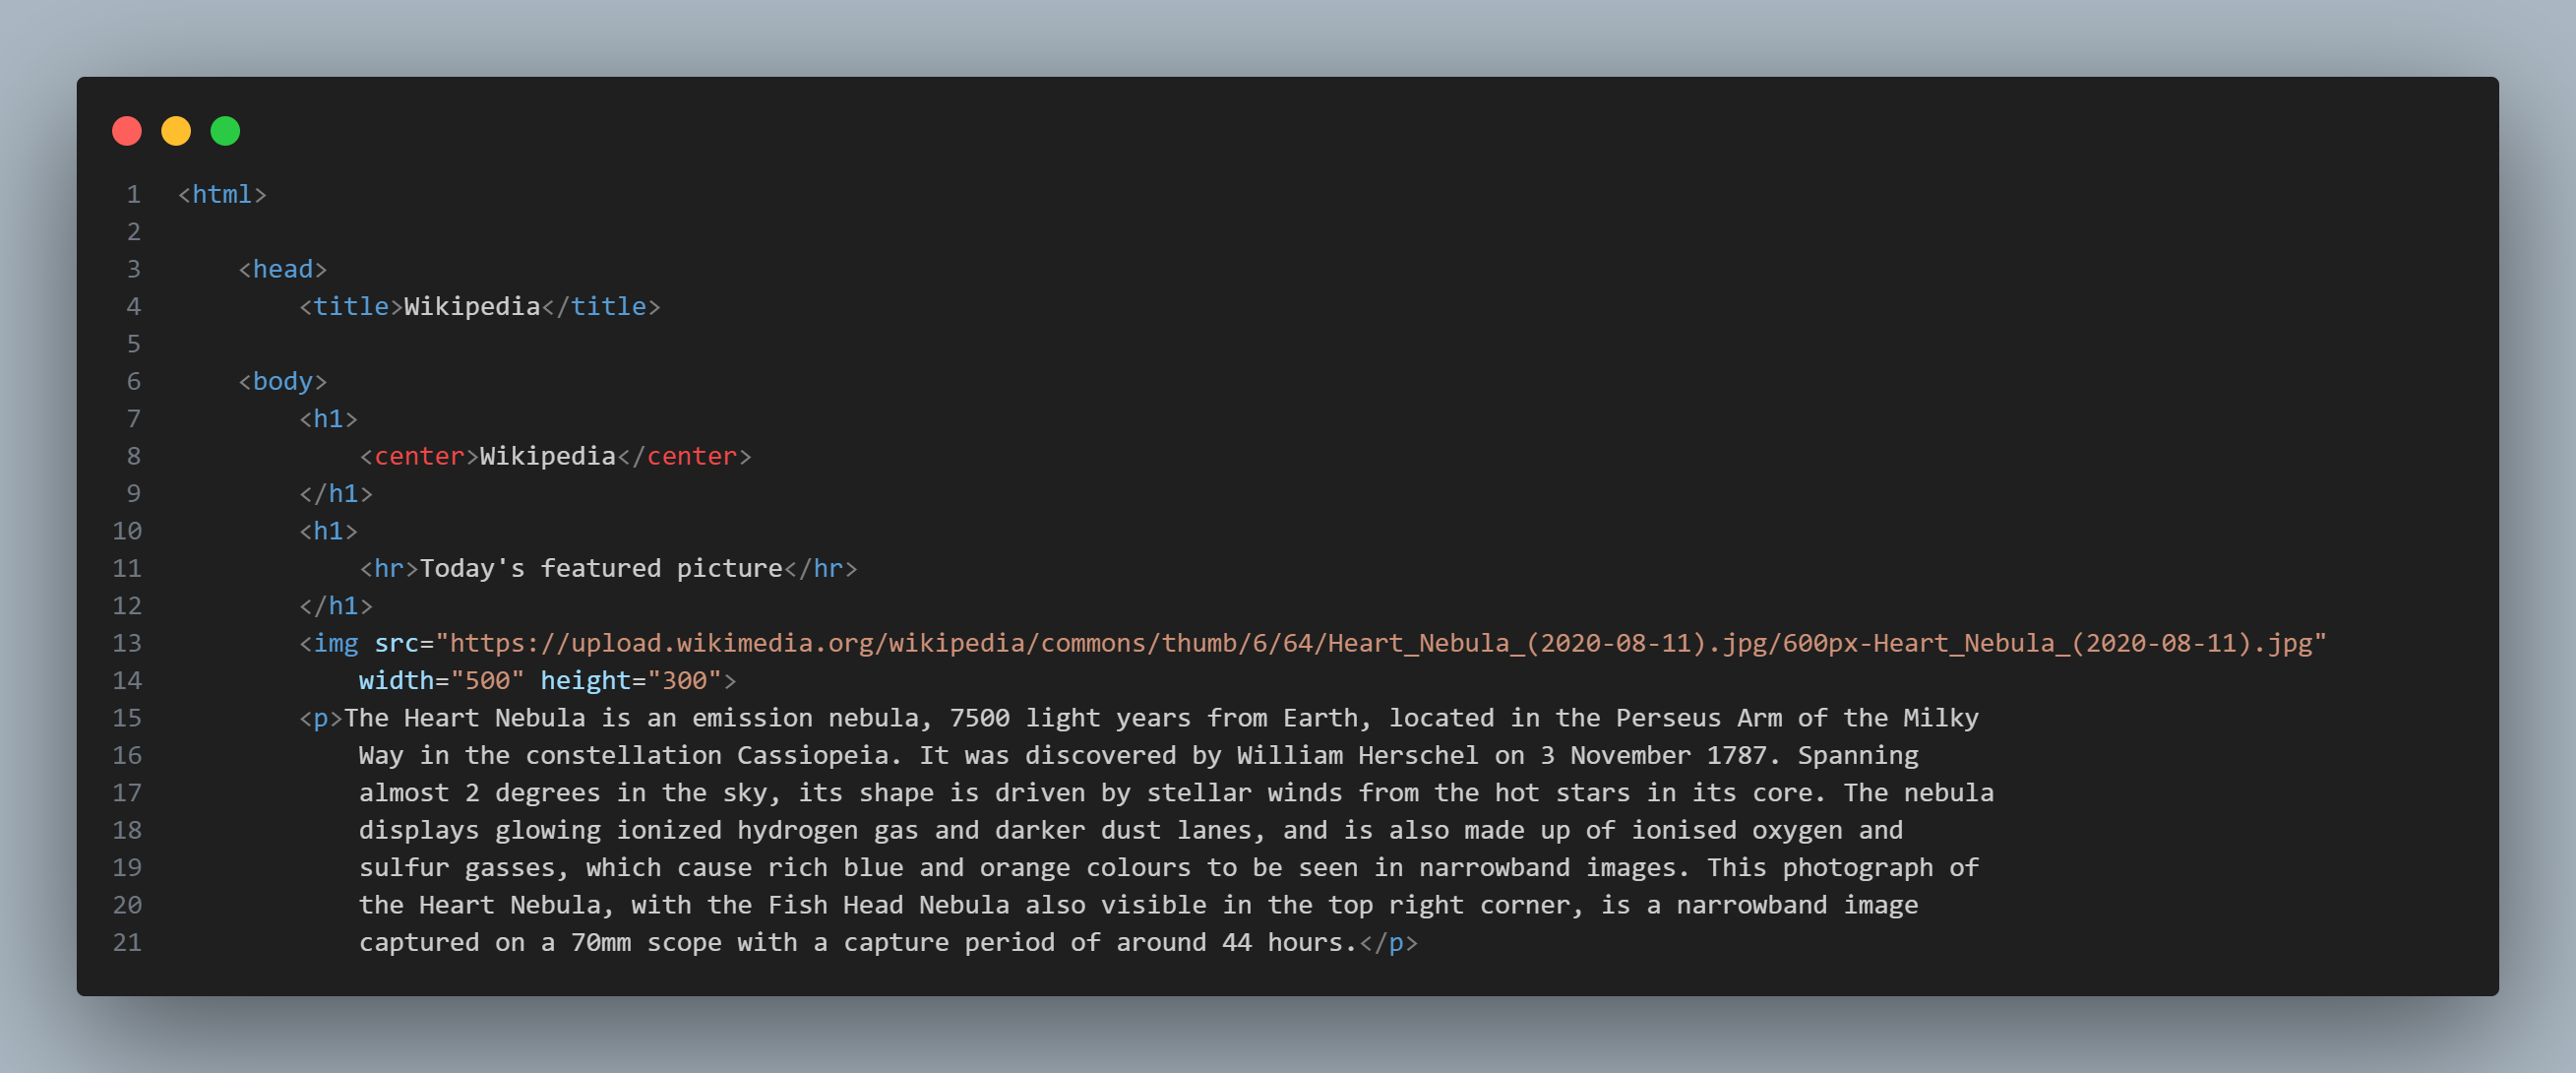 1 <html>
2
3     <head>
4         <title>Wikipedia</title>
5
6     <body>
7         <h1>
8             <center>Wikipedia</center>
9         </h1>
10         <h1>
11             <hr>Today's featured picture</hr>
12         </h1>
13         <img src="https://upload.wikimedia.org/wikipedia/commons/thumb/6/64/Heart_Nebula_(2020-08-11).jpg/600px-Heart_Nebula_(2020-08-11).jpg"
14             width="500" height="300">
15         <p>The Heart Nebula is an emission nebula, 7500 light years from Earth, located in the Perseus Arm of the Milky
16             Way in the constellation Cassiopeia. It was discovered by William Herschel on 3 November 1787. Spanning
17             almost 2 degrees in the sky, its shape is driven by stellar winds from the hot stars in its core. The nebula
18             displays glowing ionized hydrogen gas and darker dust lanes, and is also made up of ionised oxygen and
19             sulfur gasses, which cause rich blue and orange colours to be seen in narrowband images. This photograph of
20             the Heart Nebula, with the Fish Head Nebula also visible in the top right corner, is a narrowband image
21             captured on a 70mm scope with a capture period of around 44 hours.</p>